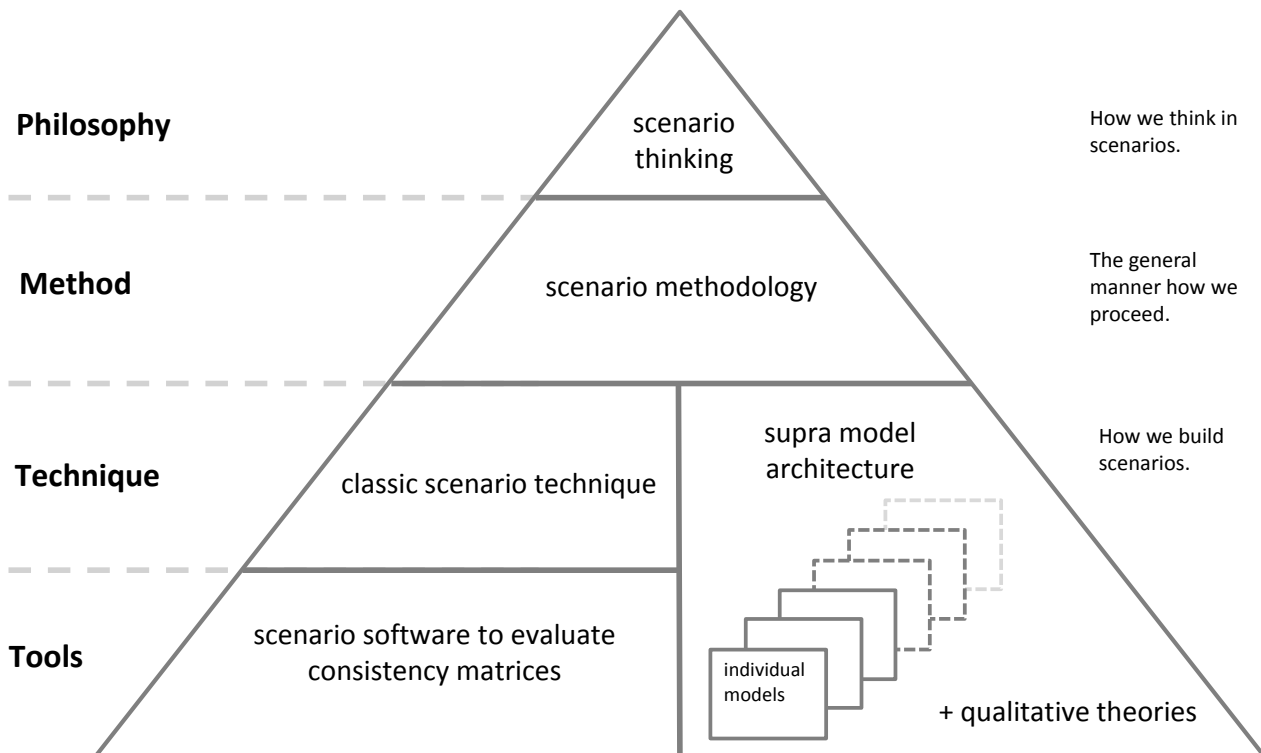 Philosophy
scenario
thinking
How we think in
scenarios.
Method
scenario methodology
The general
manner how we
proceed.
Technique
classic scenario technique
supra model
architecture
How we build
scenarios.
Tools
scenario software to evaluate
consistency matrices
individual
models
+ qualitative theories